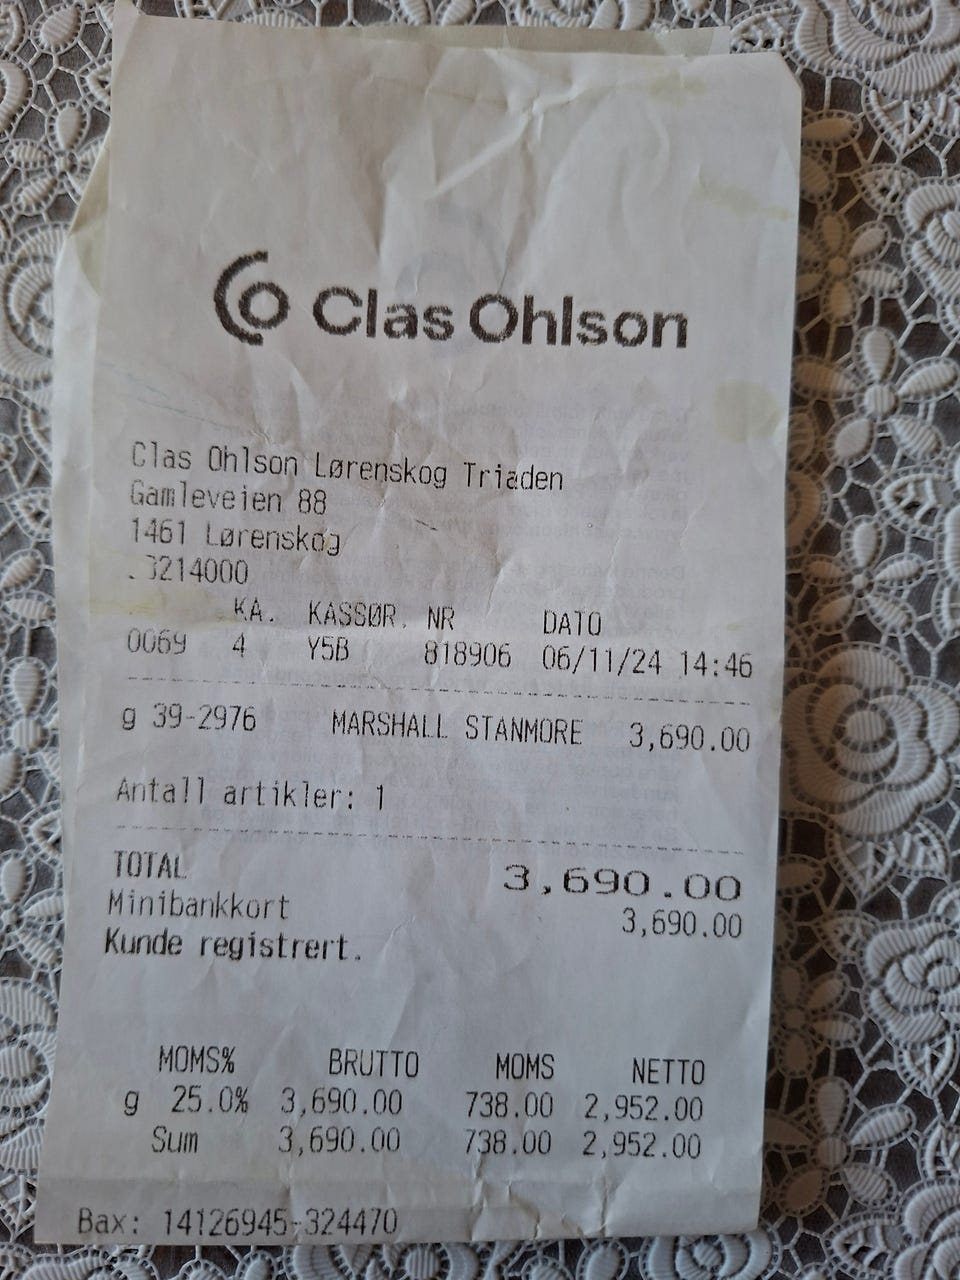 Clas Ohlson
Clas Ohlson Lørenskog Triaden
Gamleveien 88
1461 Lørenskog
3214000
KA. KASSØR. NR DATO
0069 4 Y5B 818906 06/11/24 14:46
g 39-2976 MARSHALL STANMORE 3,690.00
Antall artikler: 1
TOTAL 3,690.00
Minibankkort 3,690.00
Kunde registrert.
MOMS% BRUTTO MOMS NETTO
g 25.0% 3,690.00 738.00 2,952.00
Sum 3,690.00 738.00 2,952.00
Bax: 14126945-324470